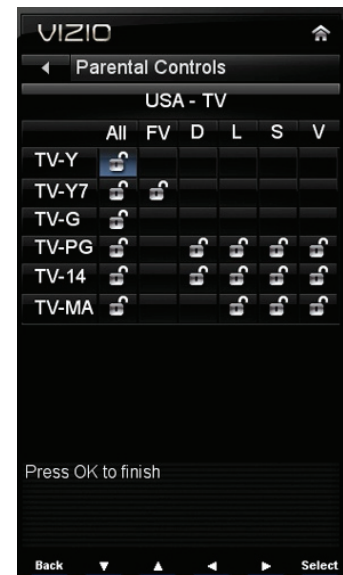 VIZIO
Parental Controls
USA - TV
All FV D L S V
TV-Y
TV-Y7
TV-G
TV-PG
TV-14
TV-MA
Press OK to finish
Back Select